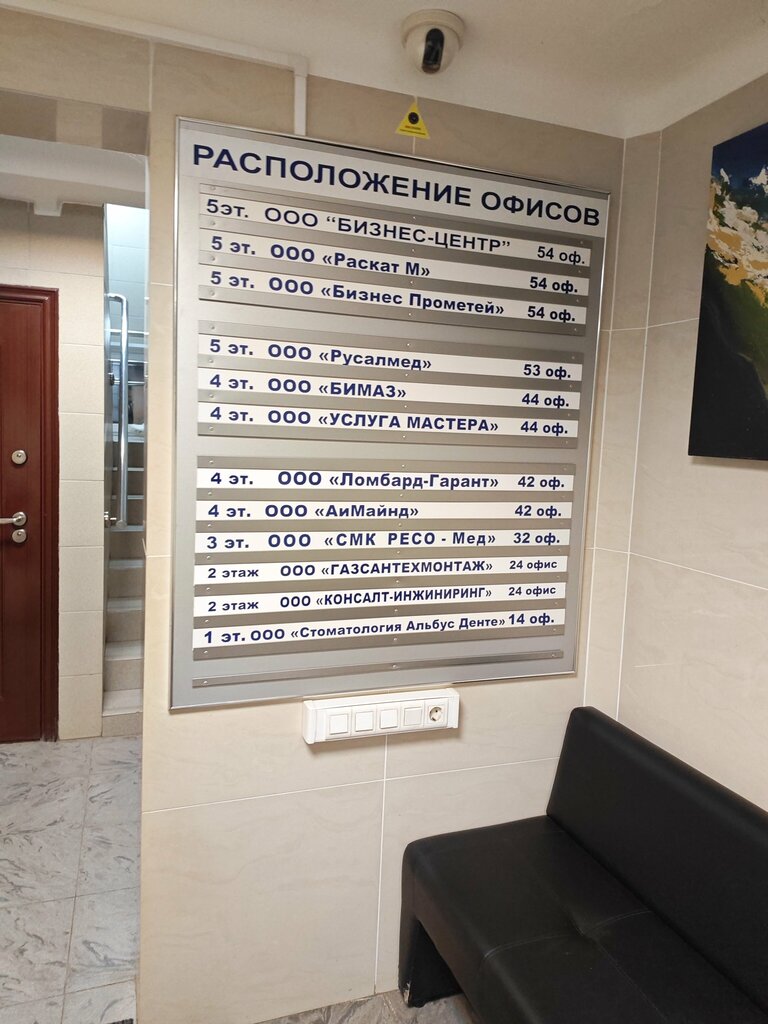 РАСПОЛОЖЕНИЕ ОФИСОВ
5эт. ООО "БИЗНЕС-ЦЕНТР" 54 оф.
5 эт. ООО «Раскат М» 54 оф.
5 эт. ООО «Бизнес Прометей» 54 оф.
5 эт. ООО «Русалмед» 53 оф.
4 эт. ООО «БИМАЗ» 44 оф.
4 эт. ООО «УСЛУГА МАСТЕРА» 44 оф.
4 эт. ООО «Ломбард-Гарант» 42 оф.
4 эт. ООО «АиМайнд» 42 оф.
3 эт. ООО «СМК РЕСО - Мед» 32 оф.
2 этаж ООО «ГАЗСАНТЕХМОНТАЖ» 24 офис
2 этаж ООО «КОНСАЛТ-ИНЖИНИРИНГ» 24 офис
1 эт. ООО «Стоматология Альбус Денте» 14 оф.